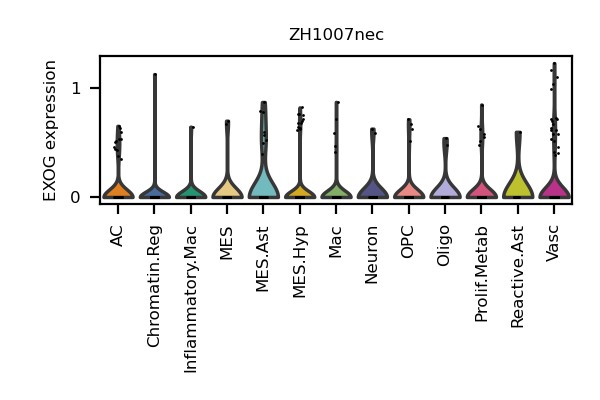 ZH1007nec
EXOG expression
1
0
AC
Chromatin.Reg
Inflammatory.Mac
MES
MES.Ast
MES.Hyp
Mac
Neuron
OPC
Oligo
Prolif.Metab
Reactive.Ast
Vasc